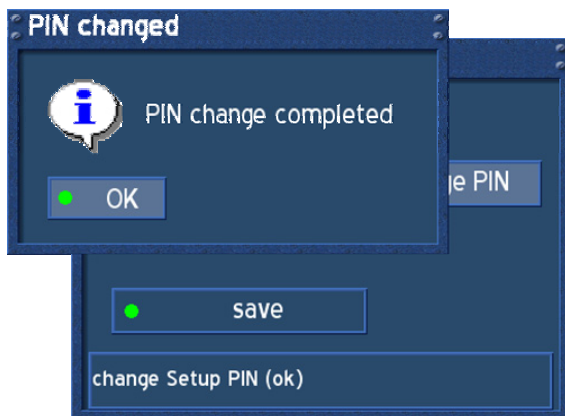 PIN changed
PIN change completed
OK
ge PIN
save
change Setup PIN (ok)